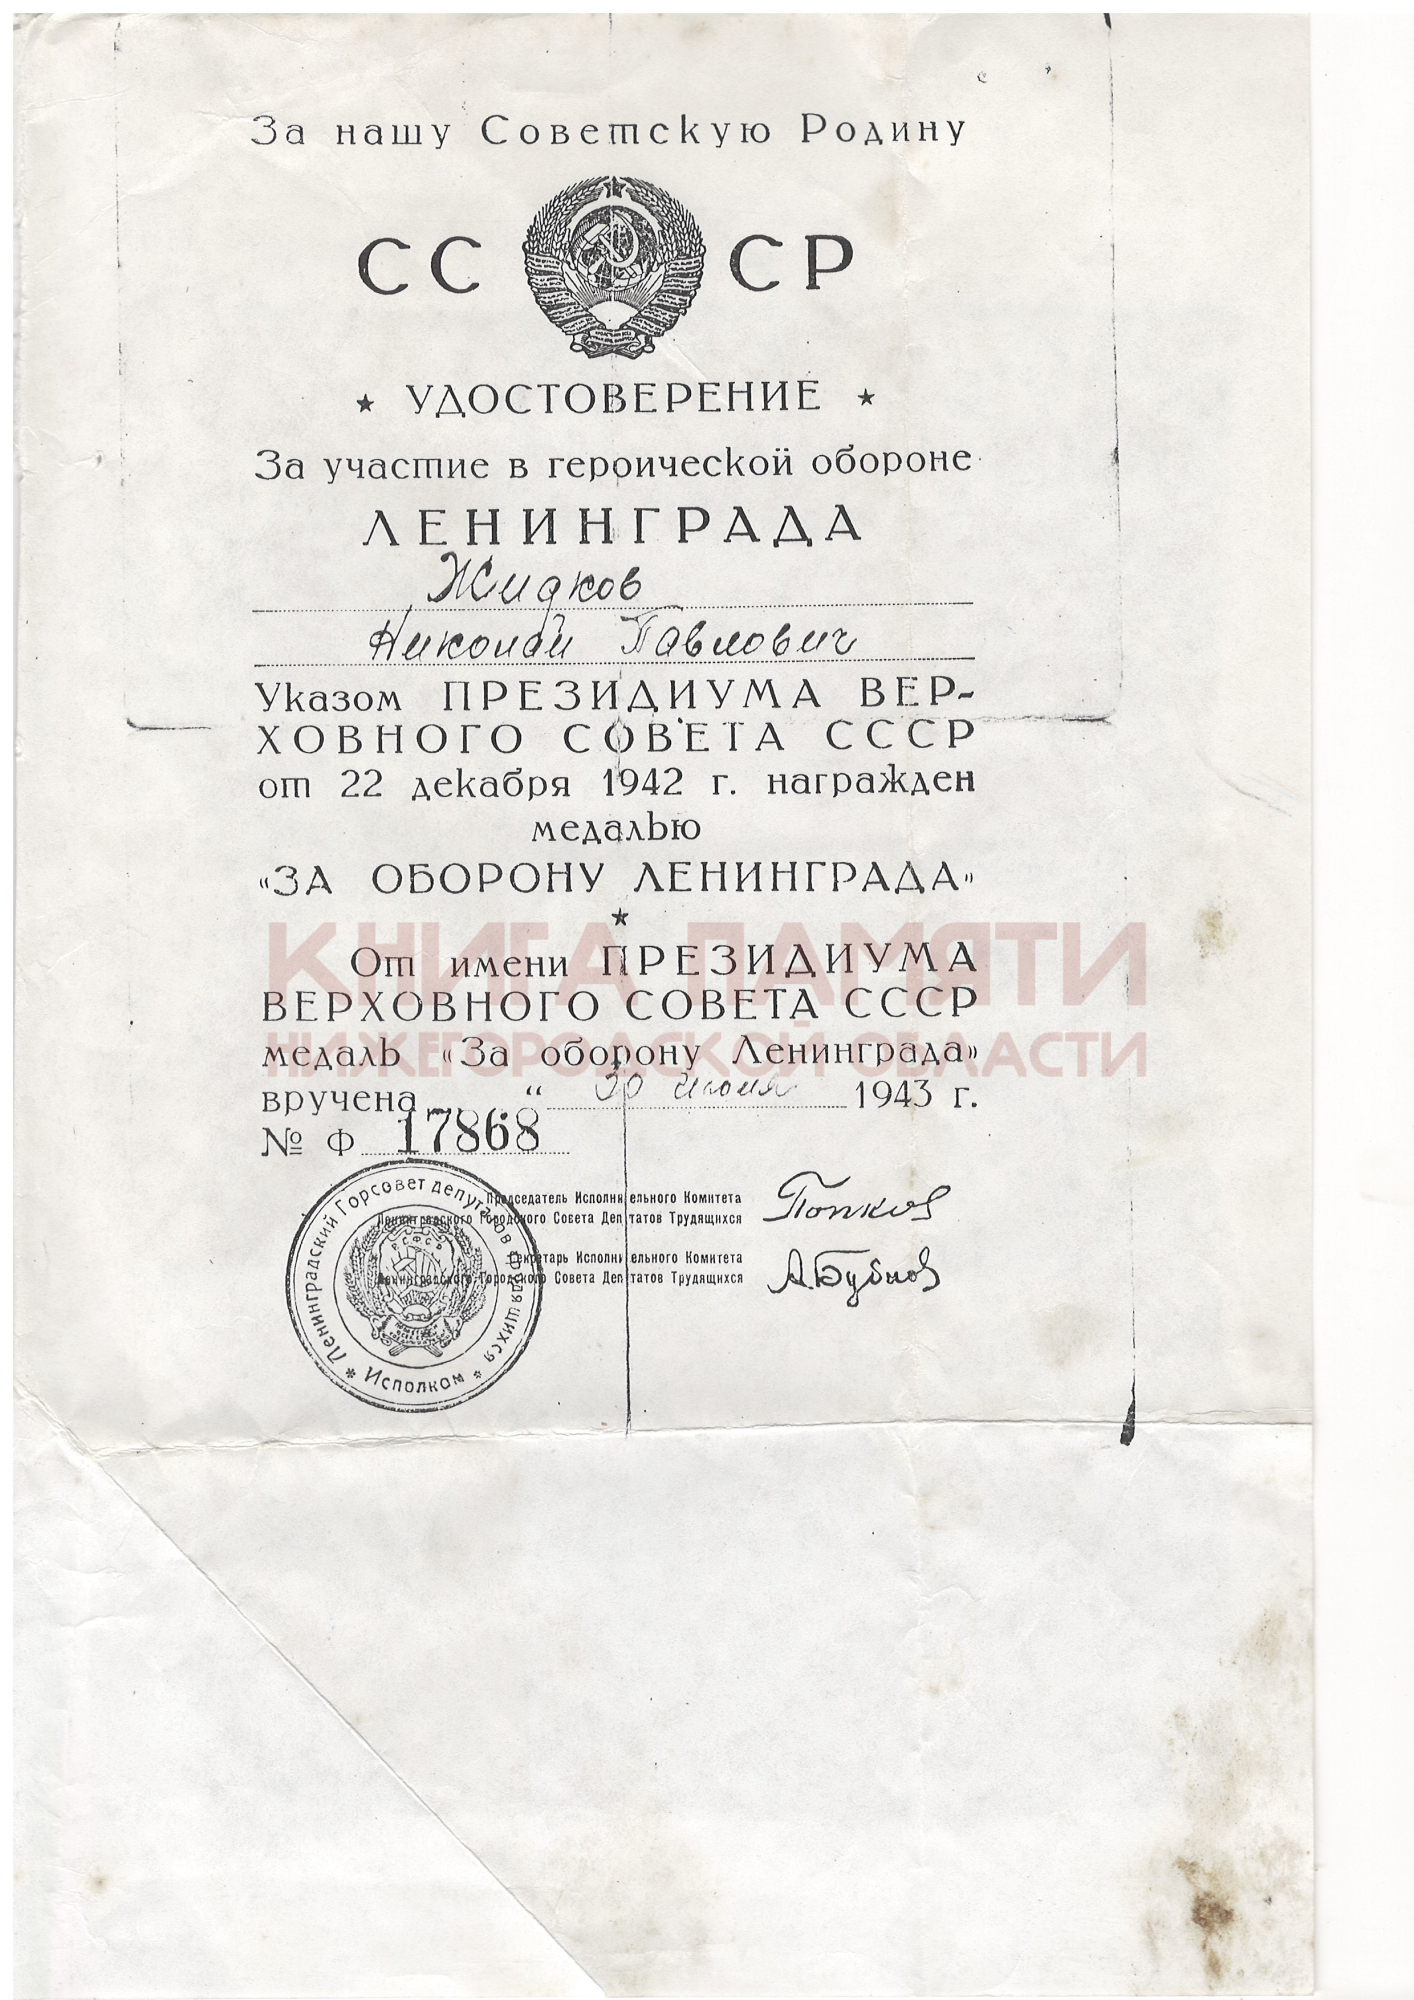 За нашу Советскую Родину
СС СР
★ УДОСТОВЕРЕНИЕ ★
За участие в героической обороне
ЛЕНИНГРАДА
Жидков
Николай Павлович
Указом ПРЕЗИДИУМА ВЕР-
ХОВНОГО СОВЕТА СССР
от 22 декабря 1942 г. награжден
медалью
«ЗА ОБОРОНУ ЛЕНИНГРАДА»
★
КНИГА ПАМЯТИ
От имени ПРЕЗИДИУМА
ВЕРХОВНОГО СОВЕТА СССР
НИЖЕГОРОДСКОЙ ОБЛАСТИ
медаль «За оборону Ленинграда»
вручена “ 30 июня 1943 г.
№ Ф 17868
Председатель Исполнительного Комитета
Ленинградского Городского Совета Депутатов Трудящихся
Попков
Секретарь Исполнительного Комитета
Ленинградского Городского Совета Депутатов Трудящихся
А. Бубнов
Ленинградский Горсовет депутатов трудящихся
* Исполком *
РСФСР